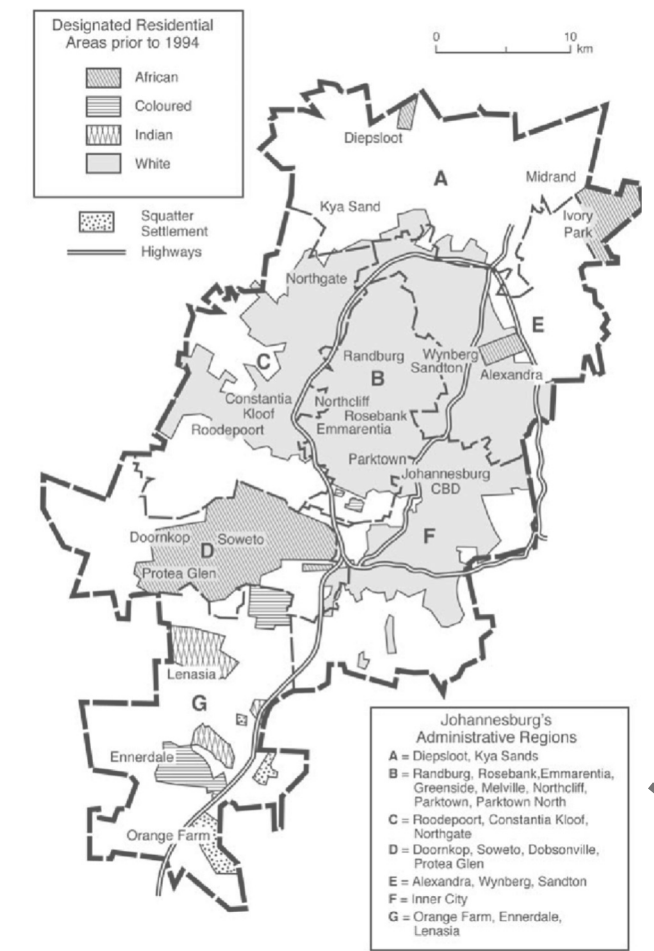 Designated Residential
Areas prior to 1994
African
Coloured
Indian
White
Squatter
Settlement
Highways
0 10
km
Diepsloot
A
Midrand
Kya Sand
Ivory
Park
Northgate
E
Randburg
Wynberg
Sandton
C
B
Alexandra
Constantia
Kloof
Northcliff
Rosebank
Roodepoort
Emmarentia
Parktown
Johannesburg
CBD
Doornkop
Soweto
F
D
Protea Glen
Lenasia
G
Ennerdale
Orange Farm
Johannesburg's
Administrative Regions
A = Diepsloot, Kya Sands
B = Randburg, Rosebank,Emmarentia,
Greenside, Melville, Northcliff,
Parktown, Parktown North
C = Roodepoort, Constantia Kloof,
Northgate
D = Doornkop, Soweto, Dobsonville,
Protea Glen
E = Alexandra, Wynberg, Sandton
F = Inner City
G = Orange Farm, Ennerdale,
Lenasia